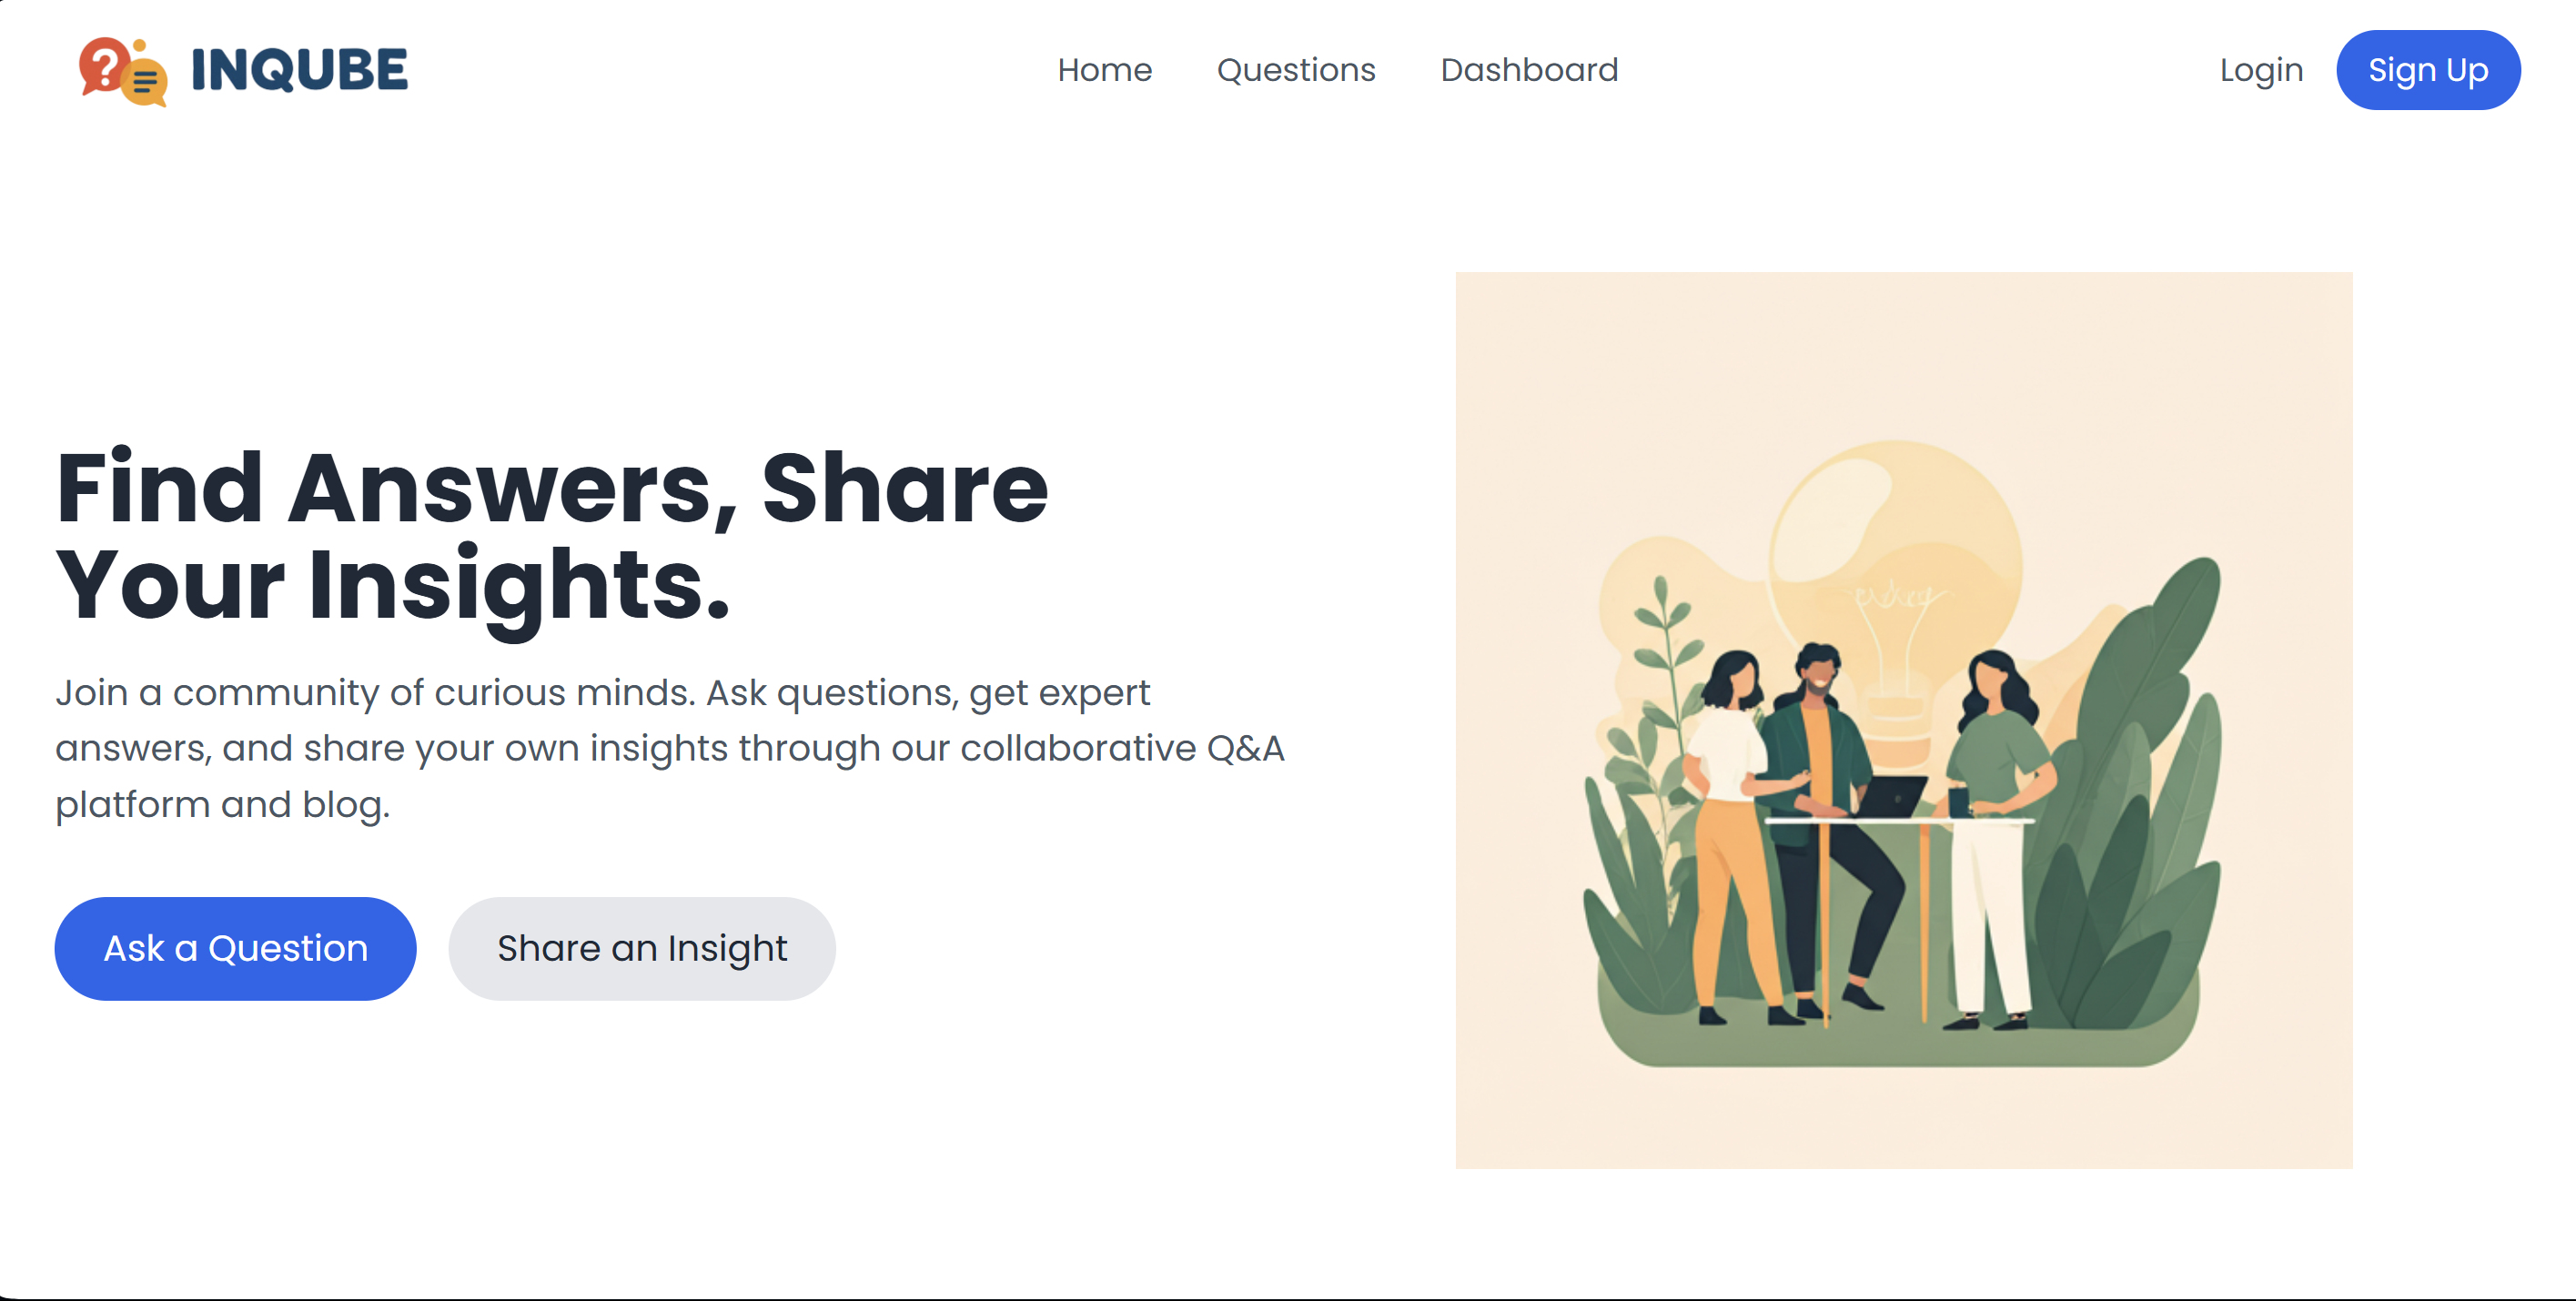 INQUBE
Home
Questions
Dashboard
Login
Sign Up
Find Answers, Share
Your Insights.
Join a community of curious minds. Ask questions, get expert
answers, and share your own insights through our collaborative Q&A
platform and blog.
Ask a Question
Share an Insight